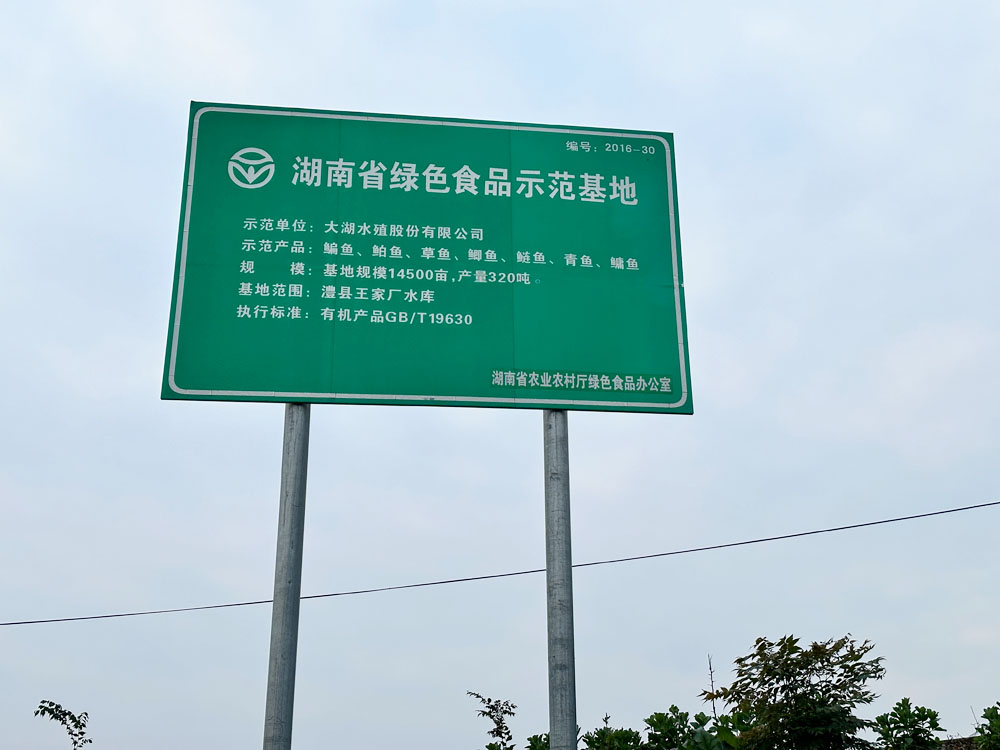 编号：2016-30
湖南省绿色食品示范基地
示范单位：大湖水殖股份有限公司
示范产品：鳊鱼、鲌鱼、草鱼、鲫鱼、鲢鱼、青鱼、鳙鱼
规　　模：基地规模14500亩,产量320吨。
基地范围：澧县王家厂水库
执行标准：有机产品GB/T19630
湖南省农业农村厅绿色食品办公室